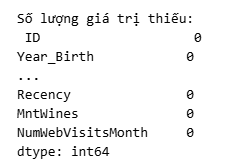 Số lượng giá trị thiếu:
ID 0
Year_Birth 0
...
Recency 0
MntWines 0
NumWebVisitsMonth 0
dtype: int64